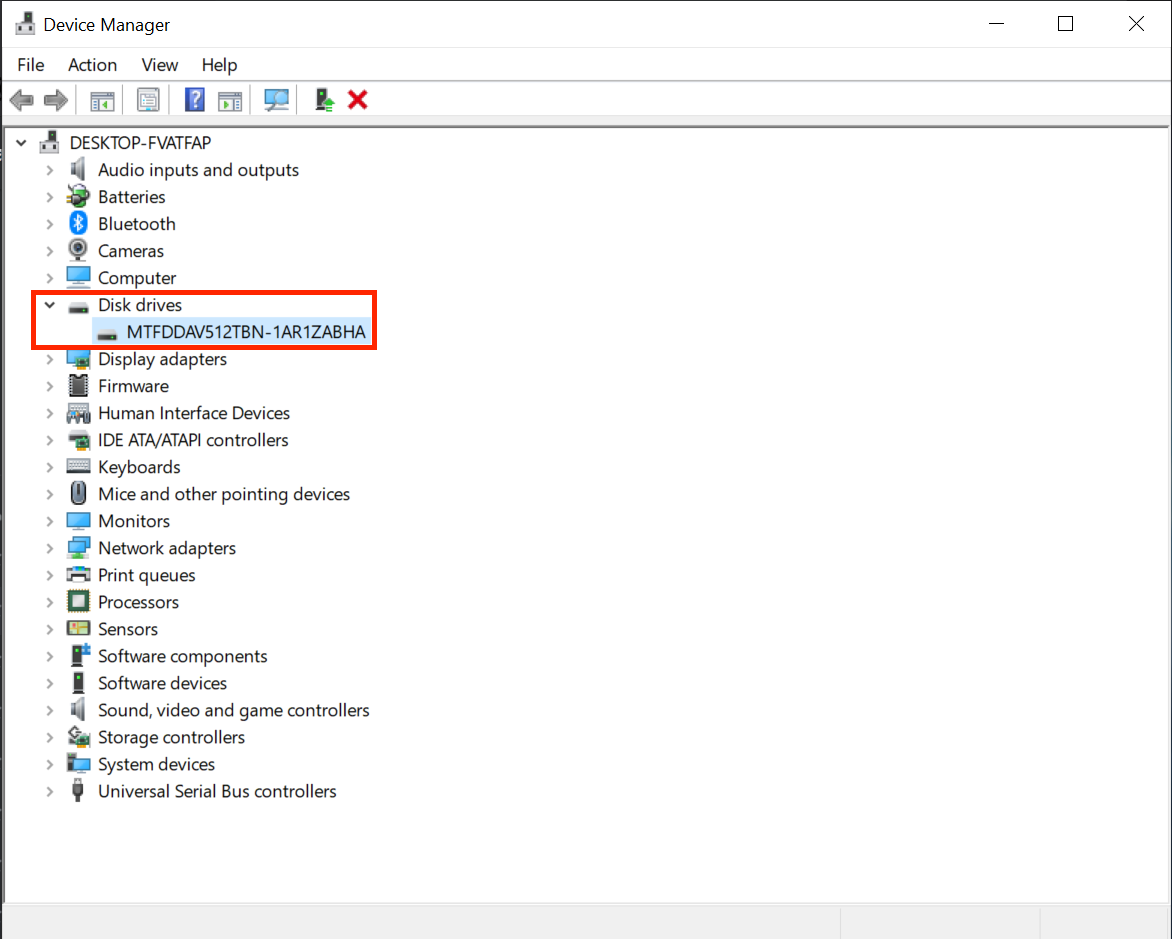 Device Manager
File Action View Help
DESKTOP-FVATFAP
Audio inputs and outputs
Batteries
Bluetooth
Cameras
Computer
Disk drives
MTFDDAV512TBN-1AR1ZABHA
Display adapters
Firmware
Human Interface Devices
IDE ATA/ATAPI controllers
Keyboards
Mice and other pointing devices
Monitors
Network adapters
Print queues
Processors
Sensors
Software components
Software devices
Sound, video and game controllers
Storage controllers
System devices
Universal Serial Bus controllers